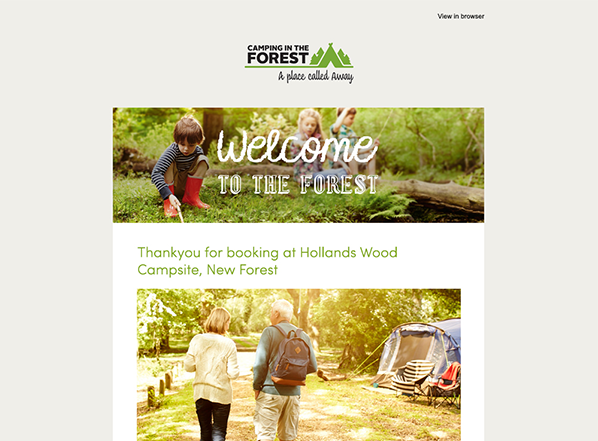 View in browser
CAMPING IN THE
FOREST
A place called Away
Welcome
TO THE FOREST
Thankyou for booking at Hollands Wood
Campsite, New Forest